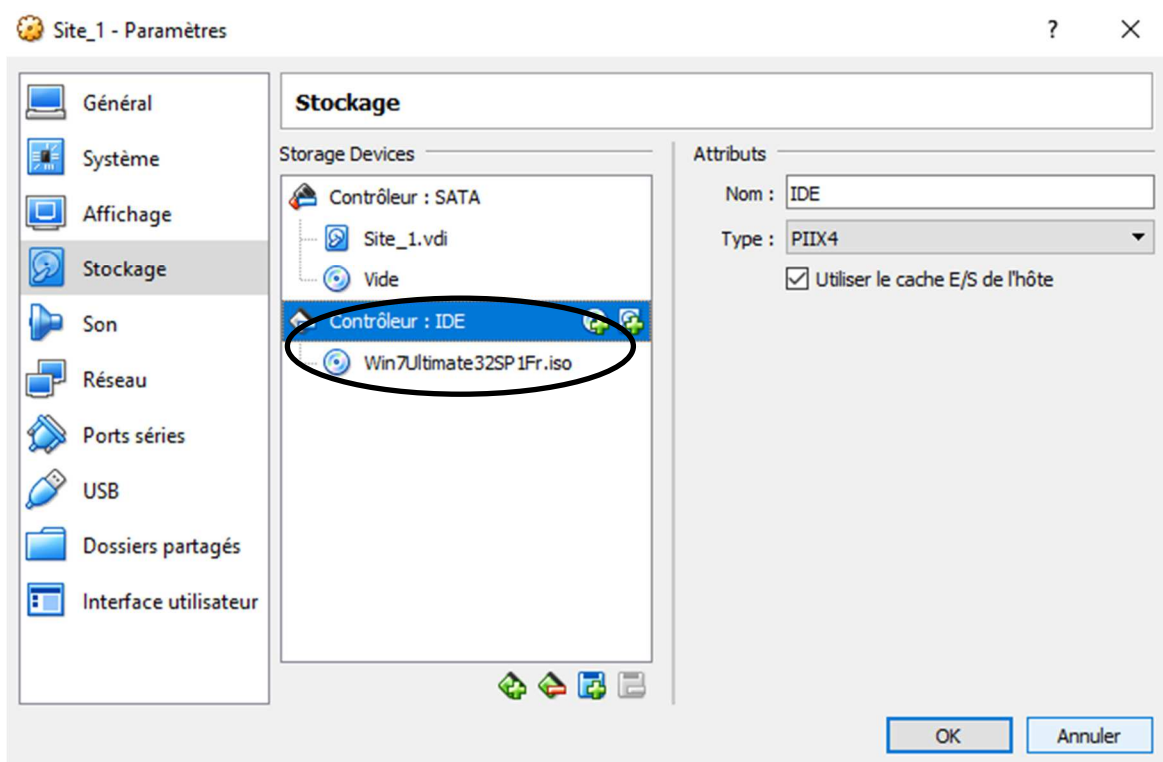 Site_1 - Paramètres
?
Général
Système
Affichage
Stockage
Son
Réseau
Ports séries
USB
Dossiers partagés
Interface utilisateur
Stockage
Storage Devices
Contrôleur : SATA
Site_1.vdi
Vide
Contrôleur : IDE
Win7Ultimate32SP1Fr.iso
Attributs
Nom : IDE
Type : PIIX4
Utiliser le cache E/S de l'hôte
OK
Annuler